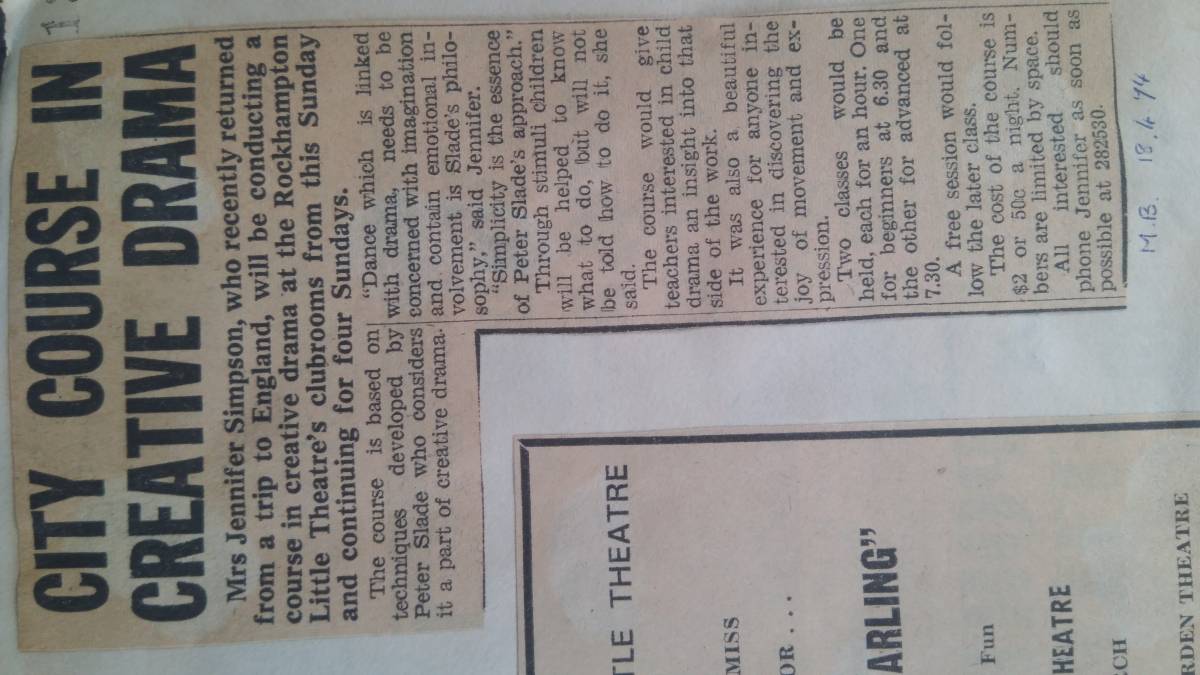 CITY COURSE IN
CREATIVE DRAMA
Mrs Jennifer Simpson, who recently returned
from a trip to England, will be conducting a
course in creative drama at the Rockhampton
Little Theatre's clubrooms from this Sunday
and continuing for four Sundays.
The course is based on
techniques developed by
Peter Slade who considers
it a part of creative drama.
"Dance which is linked
with drama, needs to be
concerned with imagination
and contain emotional in-
volvement is Slade's philo-
sophy," said Jennifer.
"Simplicity is the essence
of Peter Slade's approach."
Through stimuli children
will be helped to know
what to do, but will not
be told how to do it, she
said.
The course would give
teachers interested in child
drama an insight into that
side of the work.
It was also a beautiful
experience for anyone in-
terested in discovering the
joy of movement and ex-
pression.
Two classes would be
held, each for an hour. One
for beginners at 6.30 and
the other for advanced at
7.30.
A free session would fol-
low the later class.
The cost of the course is
$2 or 50c a night. Num-
bers are limited by space.
All interested should
phone Jennifer as soon as
possible at 282530.
M.B. 13.4.74
TLE THEATRE
MISS
OR...
ARLING"
Fun
HEATRE
CH
RDEN THEATRE